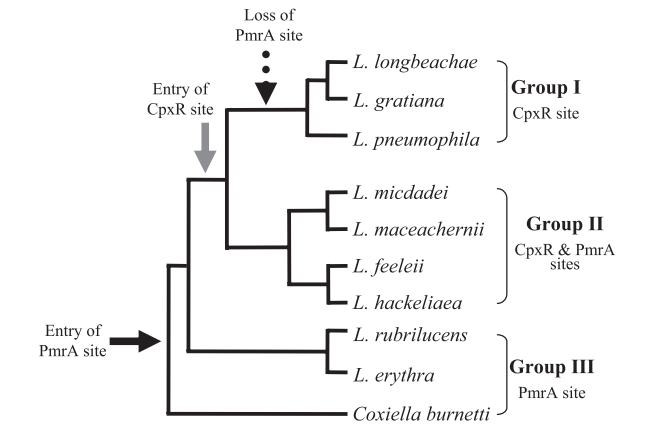 Loss of
PmrA site
Entry of
CpxR site
L. longbeachae
L. gratiana
L. pneumophila
Group I
CpxR site
L. micdadei
L. maceachernii
L. feeleii
L. hackeliaea
Group II
CpxR & PmrA
sites
Entry of
PmrA site
L. rubrilucens
L. erythra
Coxiella burnetti
Group III
PmrA site